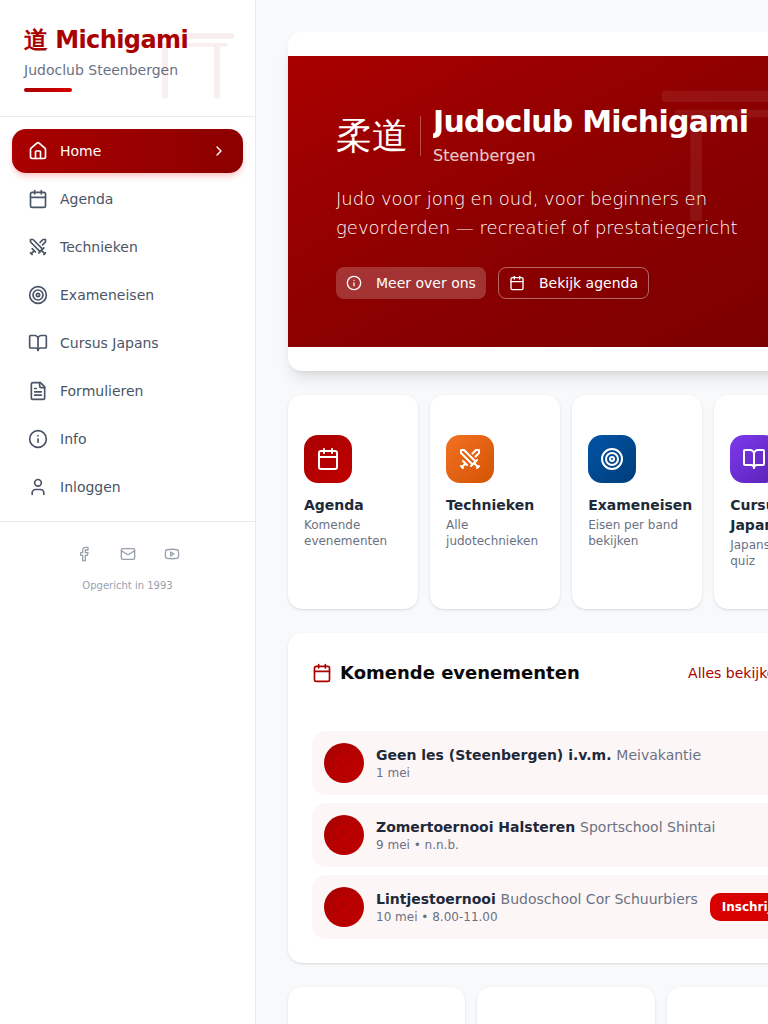 道 Michigami
Judoclub Steenbergen
Home
Agenda
Technieken
Exameneisen
Cursus Japans
Formulieren
Info
Inloggen
Opgericht in 1993
柔道
Judoclub Michigami
Steenbergen
Judo voor jong en oud, voor beginners en
gevorderden — recreatief of prestatiegericht
Meer over ons
Bekijk agenda
Agenda
Komende
evenementen
Technieken
Alle
judotechnieken
Exameneisen
Eisen per band
bekijken
Japans
quiz
Komende evenementen
Alles
Geen les (Steenbergen) i.v.m. Meivakantie
1 mei
Zomertoernooi Halsteren Sportschool Shintai
9 mei • n.n.b.
Lintjestoernooi Budoschool Cor Schuurbiers
10 mei • 8.00-11.00